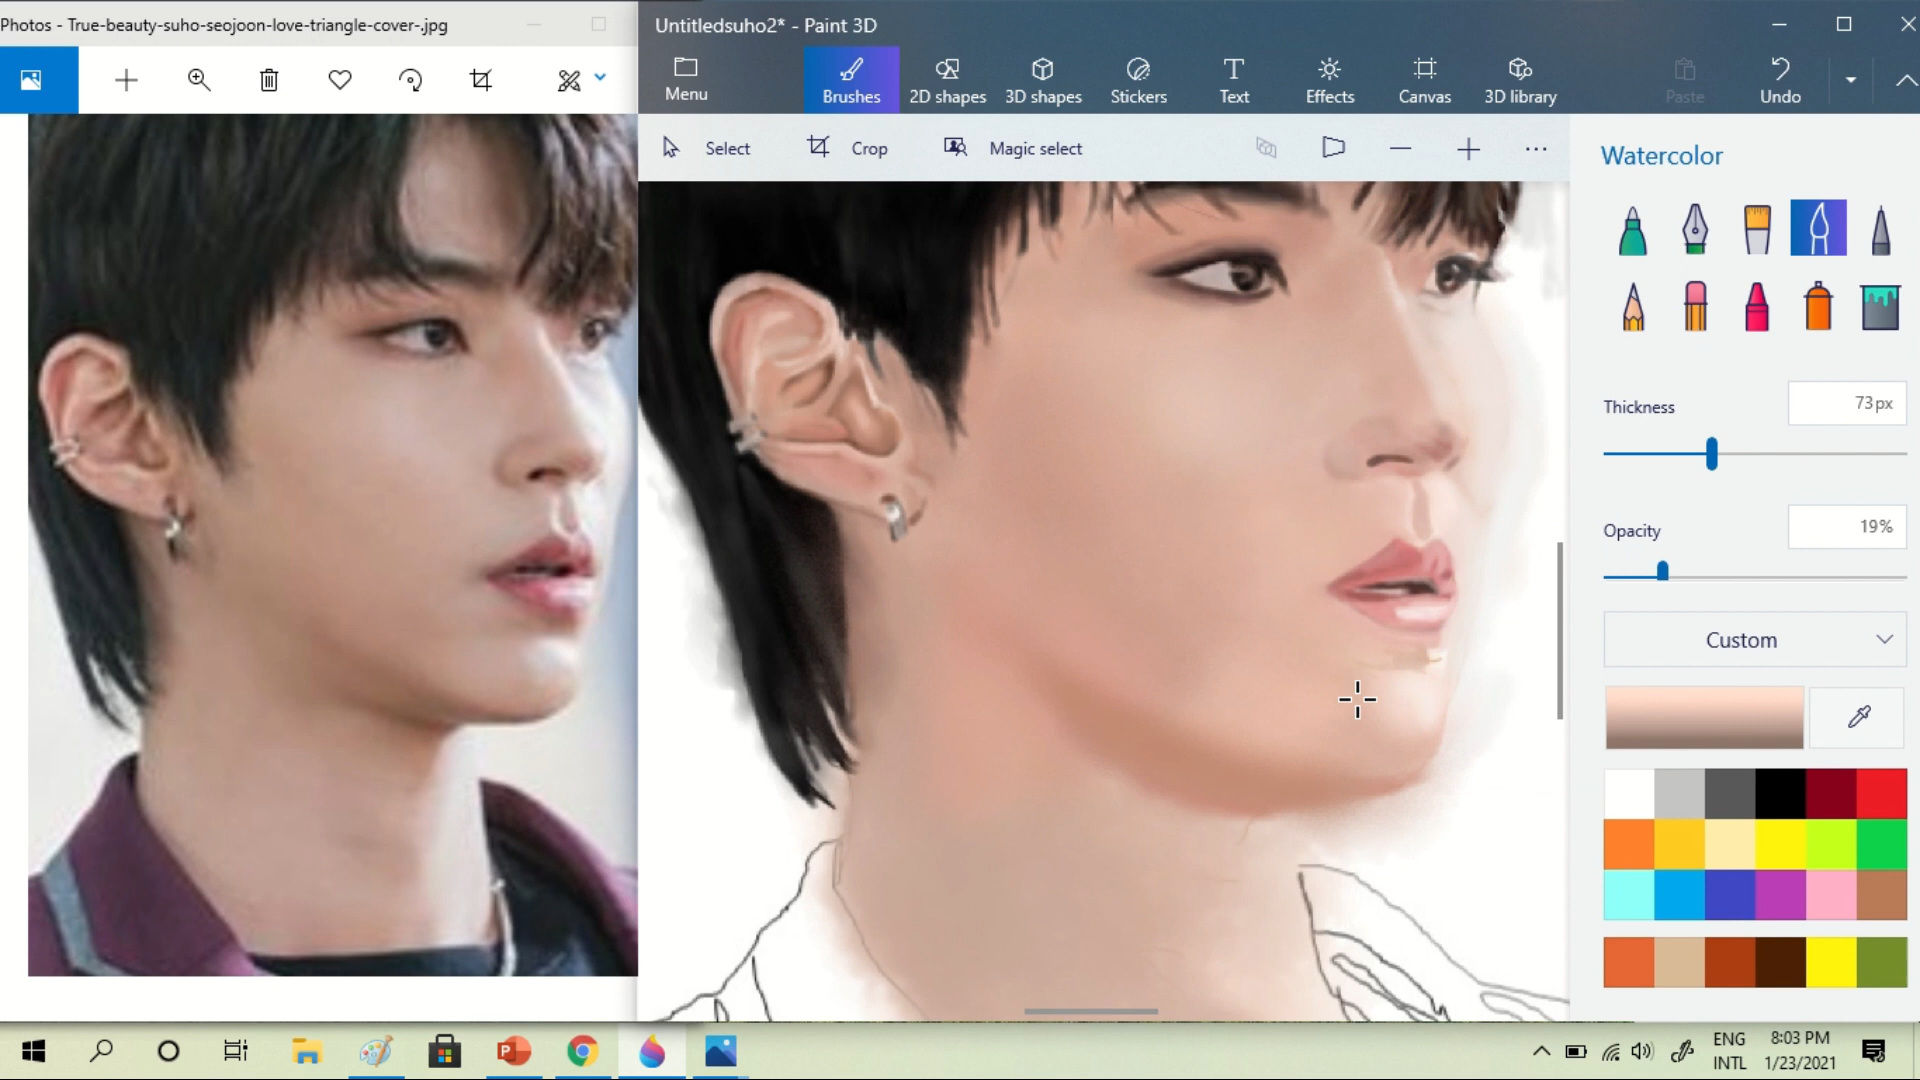 Photos - True-beauty-suho-seojoon-love-triangle-cover-.jpg
Untitledsuho2* - Paint 3D
Menu
Brushes
2D shapes
3D shapes
Stickers
Text
Effects
Canvas
3D library
Paste
Undo
Select
Crop
Magic select
Watercolor
Thickness
73px
Opacity
19%
Custom
ENG
INTL
8:03 PM
1/23/2021